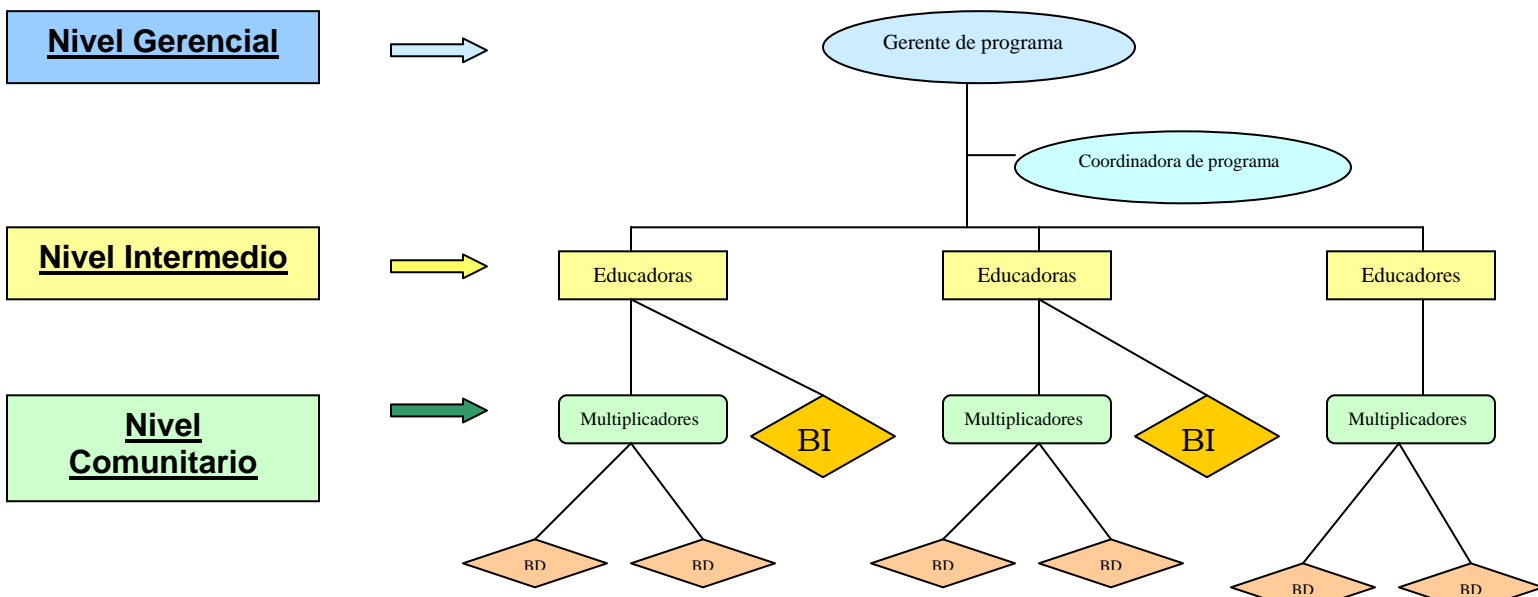 Nivel Gerencial
Gerente de programa
Coordinadora de programa
Nivel Intermedio
Educadoras
Educadoras
Educadores
Nivel
Comunitario
Multiplicadores
BI
Multiplicadores
BI
Multiplicadores
BD
BD
BD
BD
BD
BD